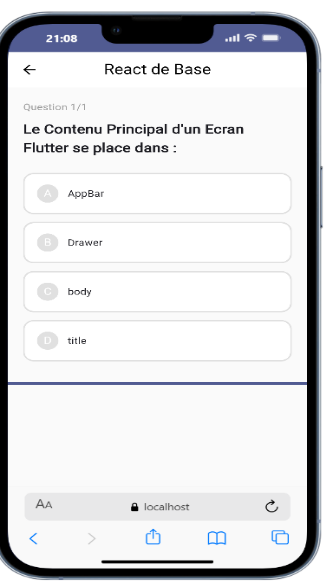 21:08
React de Base
Question 1/1
Le Contenu Principal d'un Ecran
Flutter se place dans :
A AppBar
B Drawer
C body
D title
AA localhost